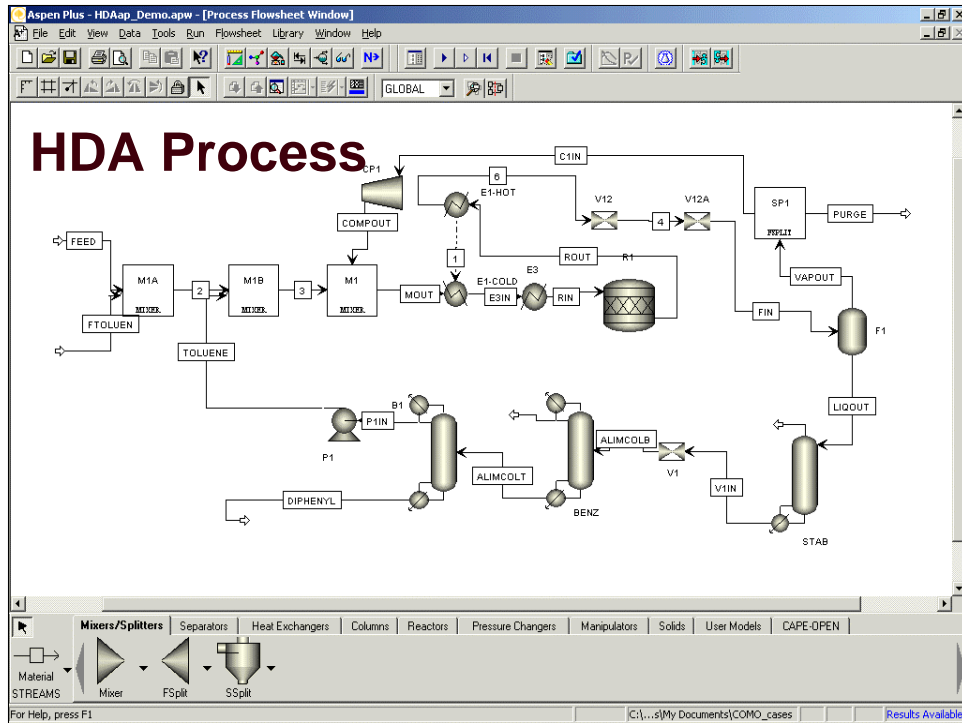 Aspen Plus - HDAap_Demo.apw - [Process Flowsheet Window]
File Edit View Data Tools Run Flowsheet Library Window Help
N>
GLOBAL
HDA Process
C1IN
CP1
6
E1-HOT
V12
V12A
SP1
COMPOUT
4
PURGE
FSPLIT
FEED
1
ROUT
R1
VAPOUT
M1A
2
M1B
3
M1
MOUT
E1-COLD
E3
E3IN
RIN
MIXER
MIXER
MIXER
FIN
F1
FTOLUEN
TOLUENE
LIQOUT
B1
P1IN
P1
ALIMCOLB
V1
ALIMCOLT
V1IN
DIPHENYL
BENZ
STAB
Mixers/Splitters Separators Heat Exchangers Columns Reactors Pressure Changers Manipulators Solids User Models CAPE-OPEN
Material
STREAMS
Mixer FSplit SSplit
For Help, press F1 C:\...s\My Documents\COMO_cases Results Available